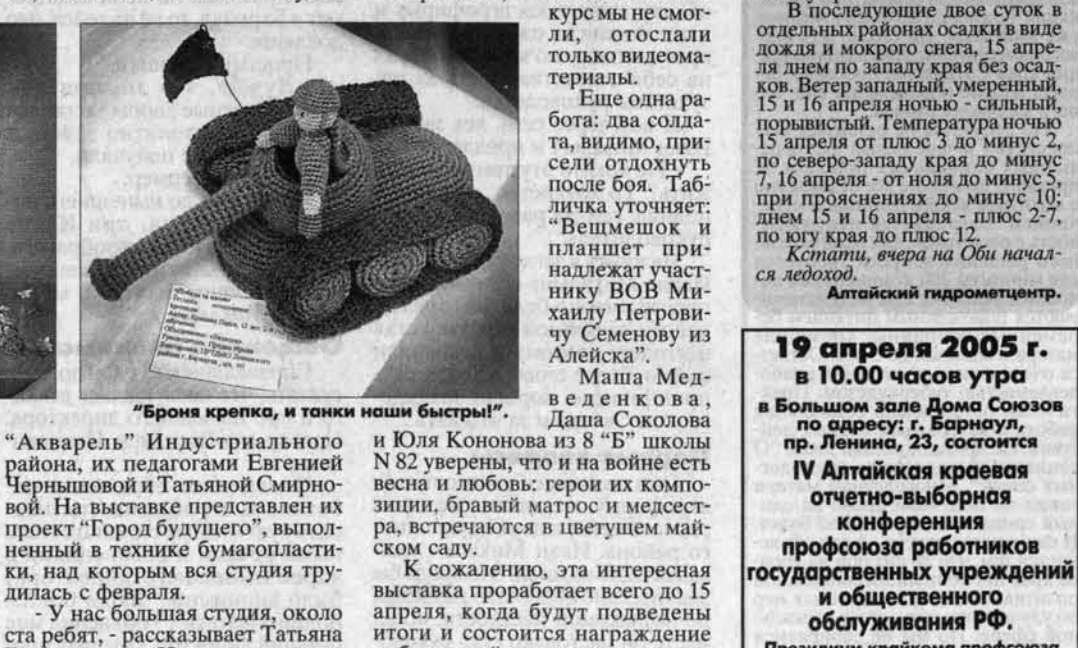 "Броня крепка, и танки наши быстры!".
"Акварель" Индустриального
района, их педагогами Евгенией
Чернышовой и Татьяной Смирно-
вой. На выставке представлен их
проект "Город будущего", выпол-
ненный в технике бумагопласти-
ки, над которым вся студия тру-
дилась с февраля.
- У нас большая студия, около
ста ребят, - рассказывает Татьяна
курс мы не смог-
ли, отослали
только видеома-
териалы.
Еще одна ра-
бота: два солда-
та, видимо, при-
сели отдохнуть
после боя. Таб-
личка уточняет:
"Вещмешок и
планшет при-
надлежат участ-
нику ВОВ Ми-
хаилу Петрови-
чу Семенову из
Алейска".
Маша Мед-
веденкова,
Даша Соколова
и Юля Кононова из 8 "Б" школы
N 82 уверены, что и на войне есть
весна и любовь: герои их компо-
зиции, бравый матрос и медсест-
ра, встречаются в цветущем май-
ском саду.
К сожалению, эта интересная
выставка проработает всего до 15
апреля, когда будут подведены
итоги и состоится награждение
В последующие двое суток в
отдельных районах осадки в виде
дождя и мокрого снега, 15 апре-
ля днем по западу края без осад-
ков. Ветер западный, умеренный,
15 и 16 апреля ночью - сильный,
порывистый. Температура ночью
15 апреля от плюс 3 до минус 2,
по северо-западу края до минус
7, 16 апреля - от ноля до минус 5,
при прояснениях до минус 10;
днем 15 и 16 апреля - плюс 2-7,
по югу края до плюс 12.
Кстати, вчера на Оби начал-
ся ледоход.
Алтайский гидрометцентр.
19 апреля 2005 г.
в 10.00 часов утра
в Большом зале Дома Союзов
по адресу: г. Барнаул,
пр. Ленина, 23, состоится
IV Алтайская краевая
отчетно-выборная
конференция
профсоюза работников
государственных учреждений
и общественного
обслуживания РФ.
Президиум крайкома профсоюза